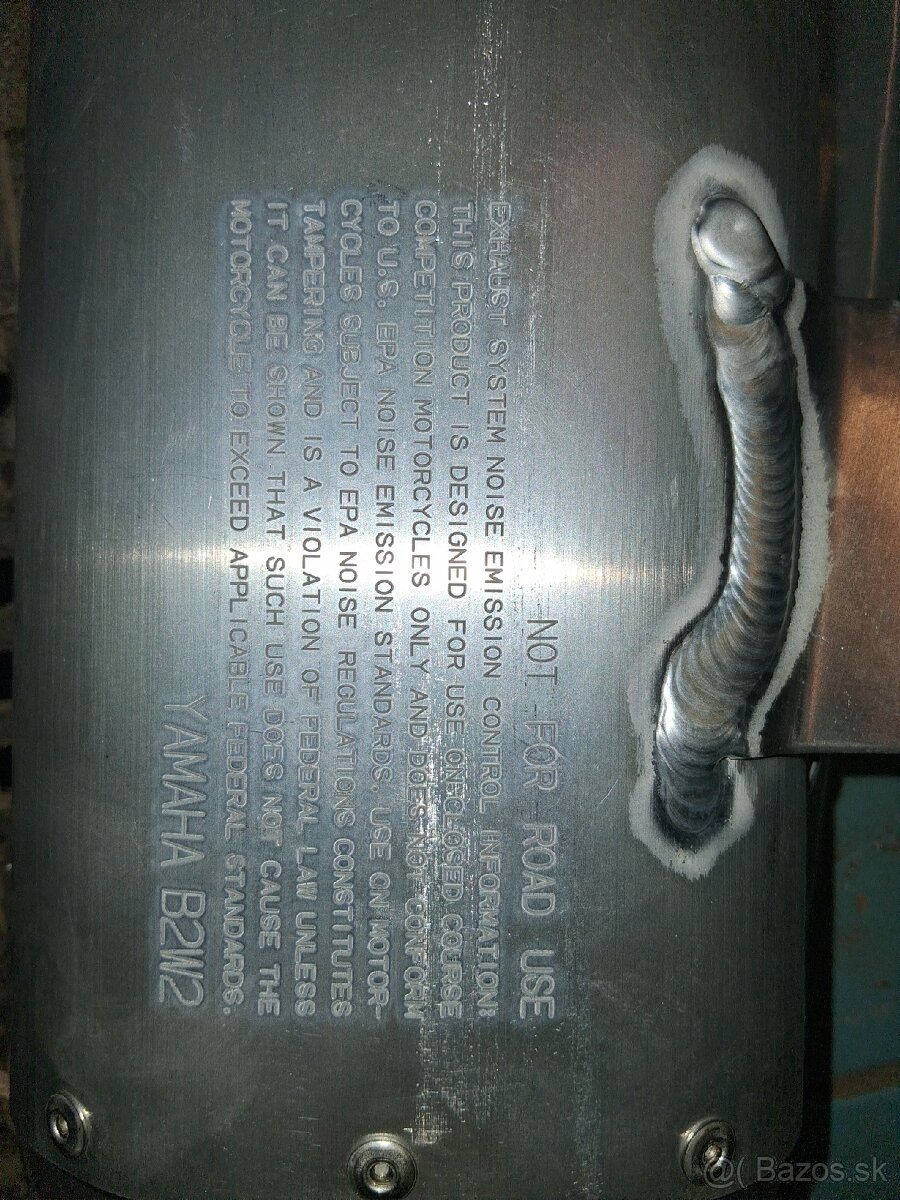 NOT FOR ROAD USE
EXHAUST SYSTEM NOISE EMISSION CONTROL INFORMATION:
THIS PRODUCT IS DESIGNED FOR USE ON CLOSED COURSE
COMPETITION MOTORCYCLES ONLY AND DOES NOT CONFORM
TO U.S. EPA NOISE EMISSION STANDARDS. USE ON MOTOR-
CYCLES SUBJECT TO EPA NOISE REGULATIONS CONSTITUTES
TAMPERING AND IS A VIOLATION OF FEDERAL LAW UNLESS
IT CAN BE SHOWN THAT SUCH USE DOES NOT CAUSE THE
MOTORCYCLE TO EXCEED APPLICABLE FEDERAL STANDARDS.
YAMAHA B2W2
@( Bazos.sk